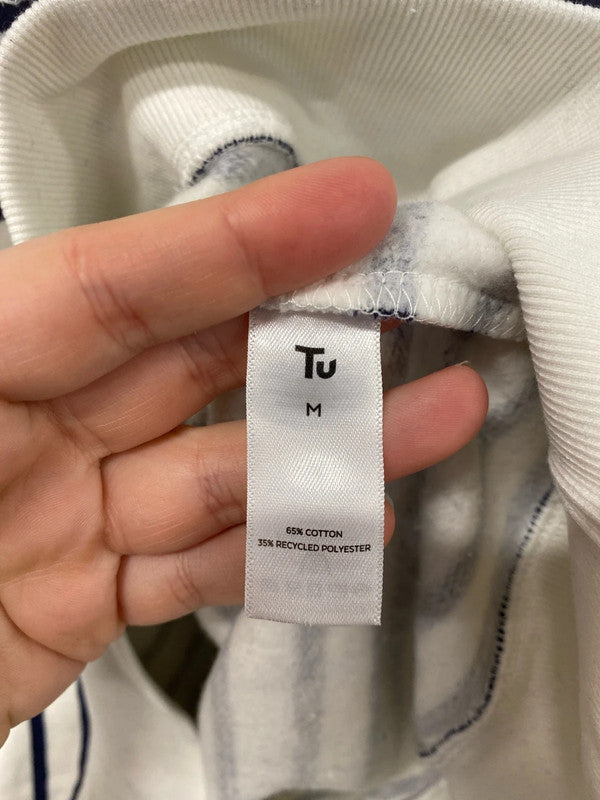 Tu
M
65% COTTON
35% RECYCLED POLYESTER